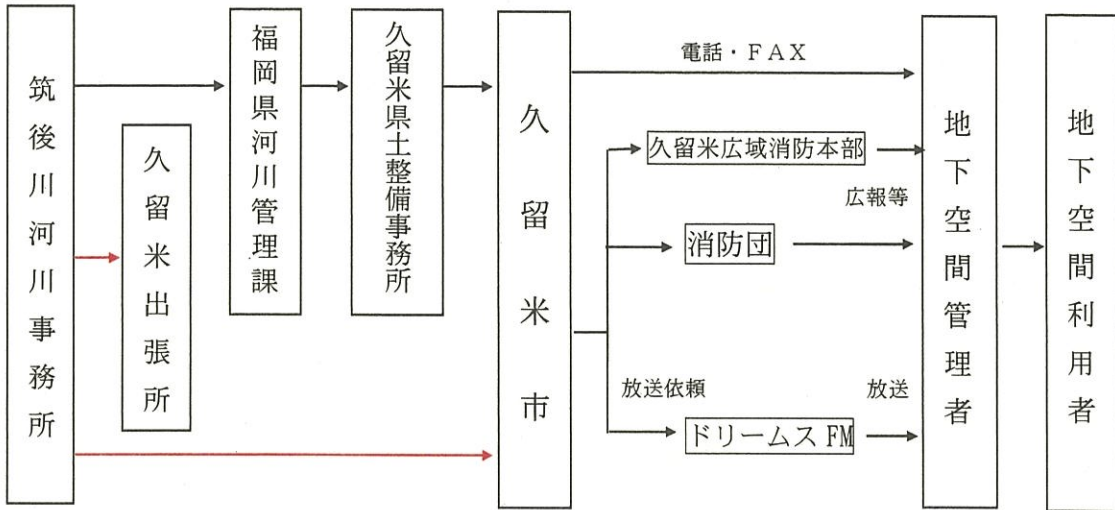 筑後川河川事務所
久留米出張所
福岡県河川管理課
久留米県土整備事務所
久留米市
電話・ＦＡＸ
久留米広域消防本部
広報等
消防団
放送依頼
放送
ドリームス FM
地下空間管理者
地下空間利用者